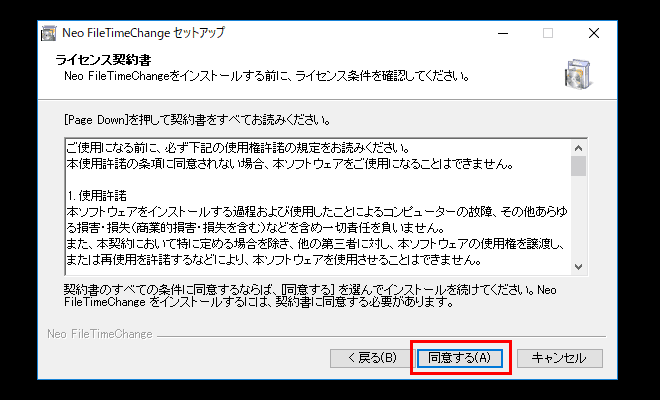 Neo FileTimeChange セットアップ
ライセンス契約書
Neo FileTimeChangeをインストールする前に、ライセンス条件を確認してください。
[Page Down]を押して契約書をすべてお読みください。
ご使用になる前に、必ず下記の使用権許諾の規定をお読みください。
本使用許諾の条項に同意されない場合、本ソフトウェアをご使用になることはできません。
1. 使用許諾
本ソフトウェアをインストールする過程および使用したことによるコンピューターの故障、その他あらゆ
る損害・損失(商業的損害・損失を含む)などを含め一切責任を負いません。
また、本契約において特に定める場合を除き、他の第三者に対し、本ソフトウェアの使用権を譲渡し、
または再使用を許諾するなどにより、本ソフトウェアを使用させることはできません。
契約書のすべての条件に同意するならば、[同意する] を選んでインストールを続けてください。Neo
FileTimeChange をインストールするには、契約書に同意する必要があります。
Neo FileTimeChange
< 戻る(B)
同意する(A)
キャンセル